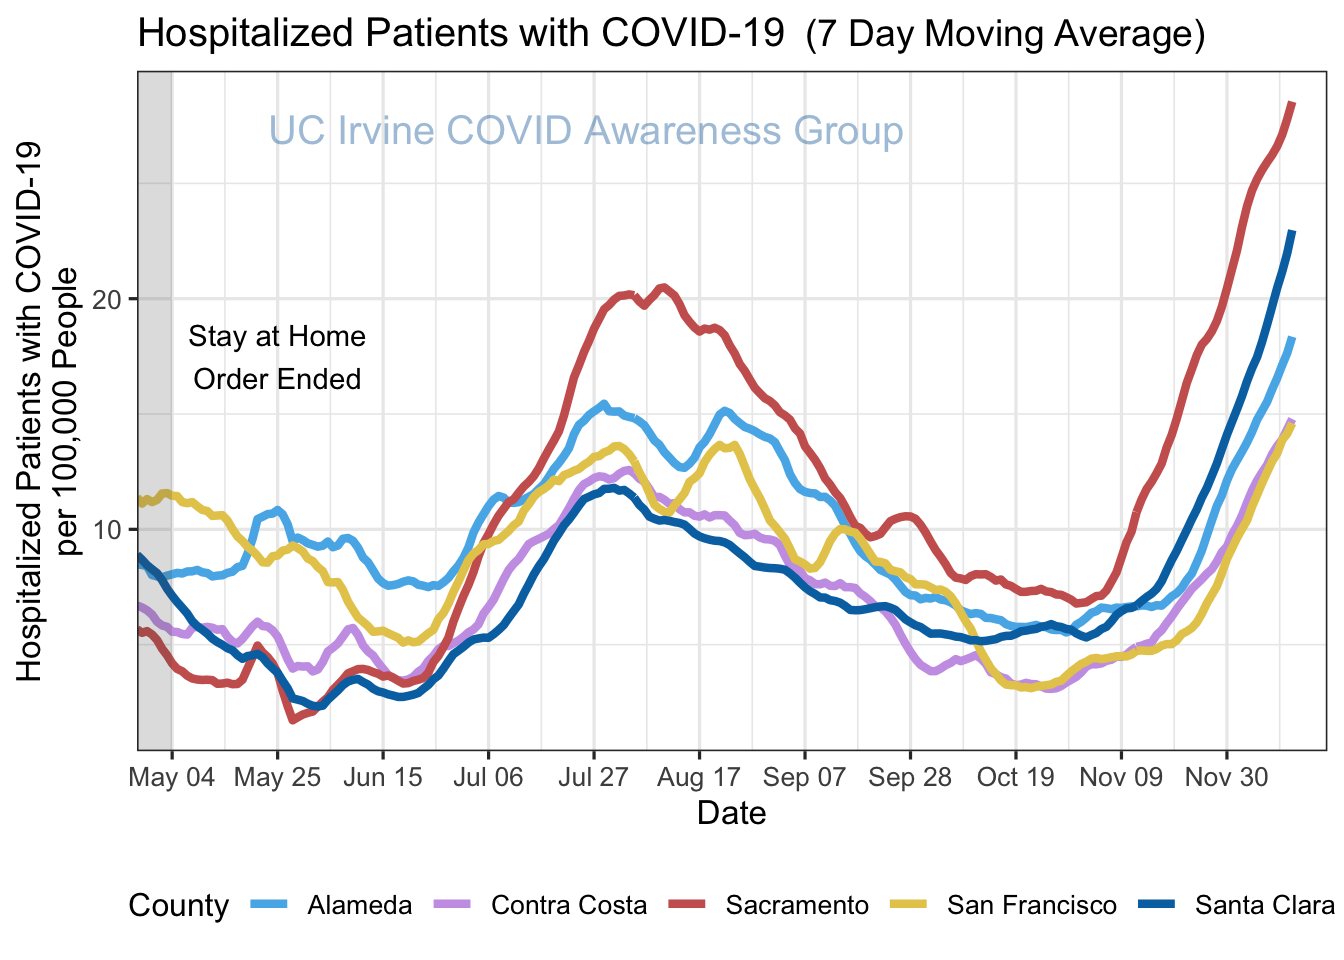 Hospitalized Patients with COVID-19  (7 Day Moving Average)
UC Irvine COVID Awareness Group
Hospitalized Patients with COVID-19
per 100,000 People
20
10
Stay at Home
Order Ended
May 04 May 25 Jun 15 Jul 06 Jul 27 Aug 17 Sep 07 Sep 28 Oct 19 Nov 09 Nov 30
Date
County Alameda Contra Costa Sacramento San Francisco Santa Clara